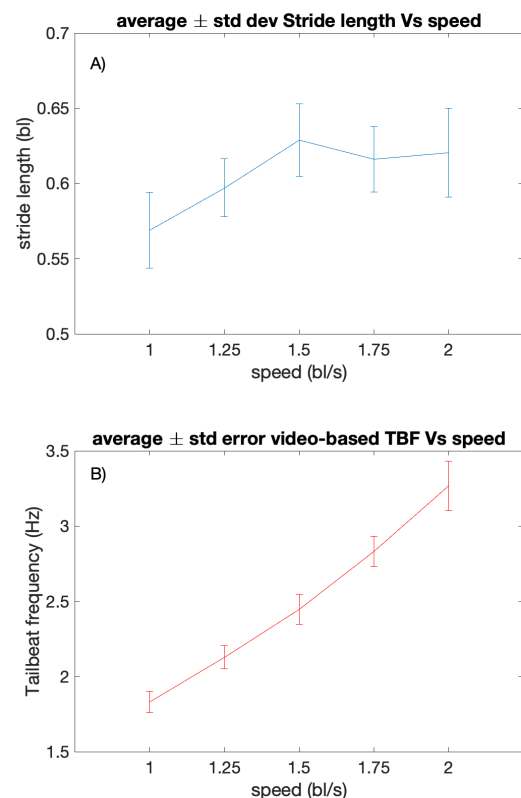 average ± std dev Stride length Vs speed
A)
0.7
0.65
0.6
0.55
0.5
stride length (bl)
1 1.25 1.5 1.75 2
speed (bl/s)
average ± std error video-based TBF Vs speed
B)
3.5
3
2.5
2
1.5
Tailbeat frequency (Hz)
1 1.25 1.5 1.75 2
speed (bl/s)